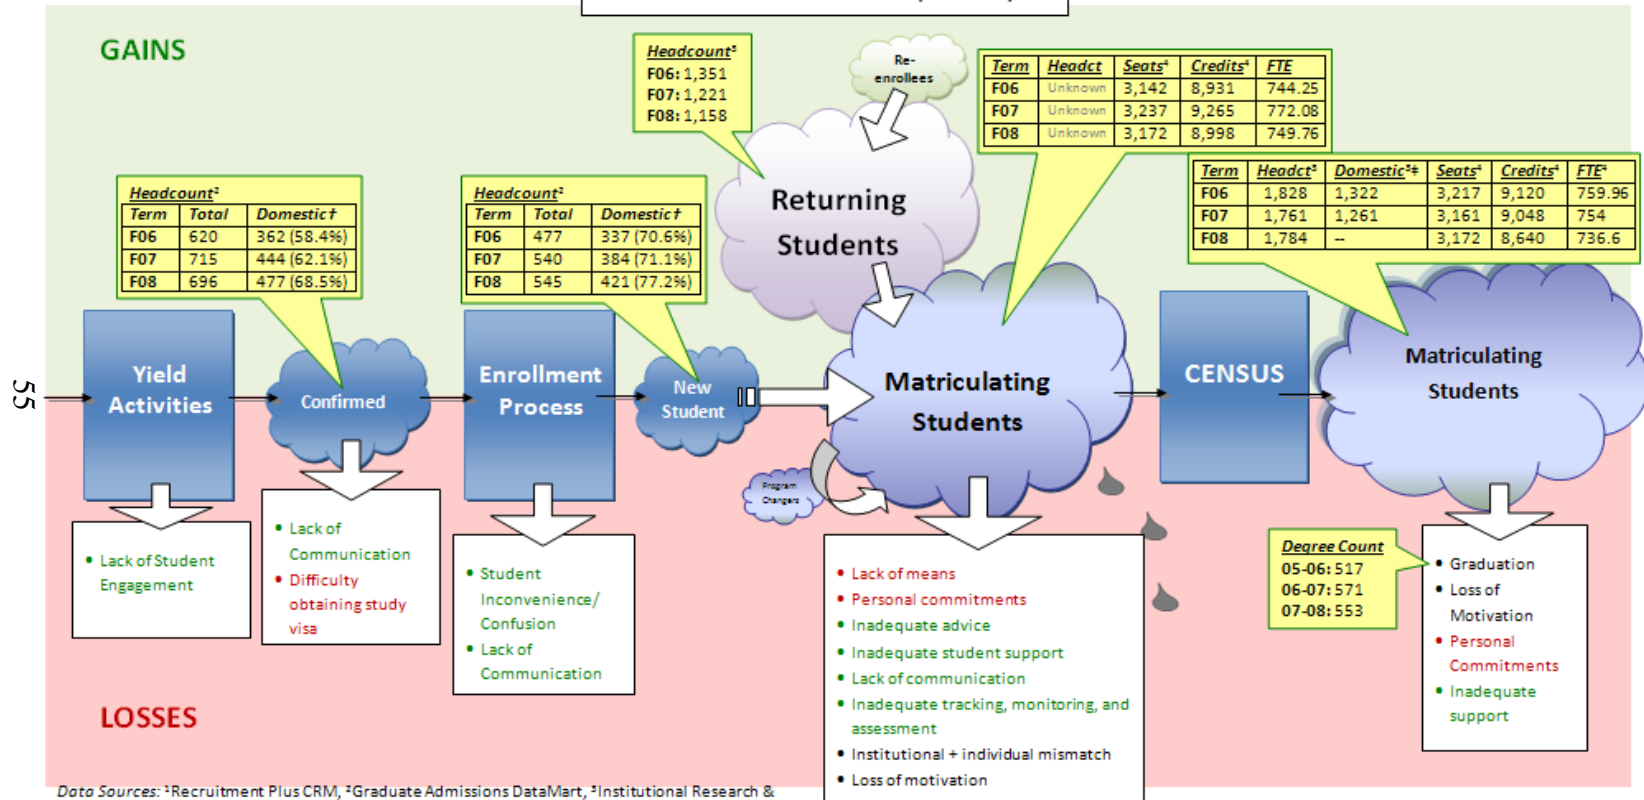 GAINS
Headcount³
F06: 1,351
F07: 1,221
F08: 1,158
Re-
enrollees
Term Headct Seats⁴ Credits⁴ FTE
F06 Unknown 3,142 8,931 744.25
F07 Unknown 3,237 9,265 772.08
F08 Unknown 3,172 8,998 749.76
Term Headct³ Domestic³‡ Seats⁴ Credits⁴ FTE⁴
F06 1,828 1,322 3,217 9,120 759.96
F07 1,761 1,261 3,161 9,048 754
F08 1,784 -- 3,172 8,640 736.6
Headcount²
Term Total Domestic†
F06 620 362 (58.4%)
F07 715 444 (62.1%)
F08 696 477 (68.5%)
Headcount²
Term Total Domestic†
F06 477 337 (70.6%)
F07 540 384 (71.1%)
F08 545 421 (77.2%)
Returning
Students
55
Yield
Activities
Confirmed
Enrollment
Process
New
Student
Matriculating
Students
CENSUS
Matriculating
Students
Program
Changers
• Lack of Student
Engagement
• Lack of
Communication
• Difficulty
obtaining study
visa
• Student
Inconvenience/
Confusion
• Lack of
Communication
• Lack of means
• Personal commitments
• Inadequate advice
• Inadequate student support
• Lack of communication
• Inadequate tracking, monitoring, and
assessment
• Institutional + individual mismatch
• Loss of motivation
Degree Count
05-06: 517
06-07: 571
07-08: 553
• Graduation
• Loss of
Motivation
• Personal
Commitments
• Inadequate
support
LOSSES
Data Sources: ¹Recruitment Plus CRM, ²Graduate Admissions DataMart, ³Institutional Research &